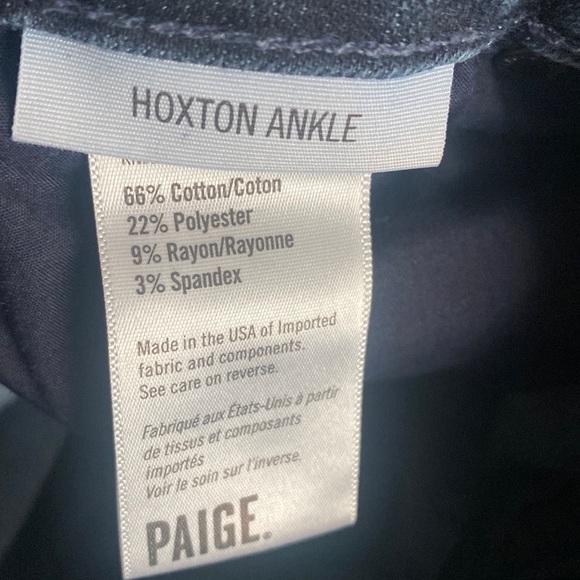 HOXTON ANKLE
66% Cotton/Coton
22% Polyester
9% Rayon/Rayonne
3% Spandex
Made in the USA of Imported
fabric and components.
See care on reverse.
Fabriqué aux États-Unis à partir
de tissus et composants
importés
Voir le soin sur l'inverse.
PAIGE.